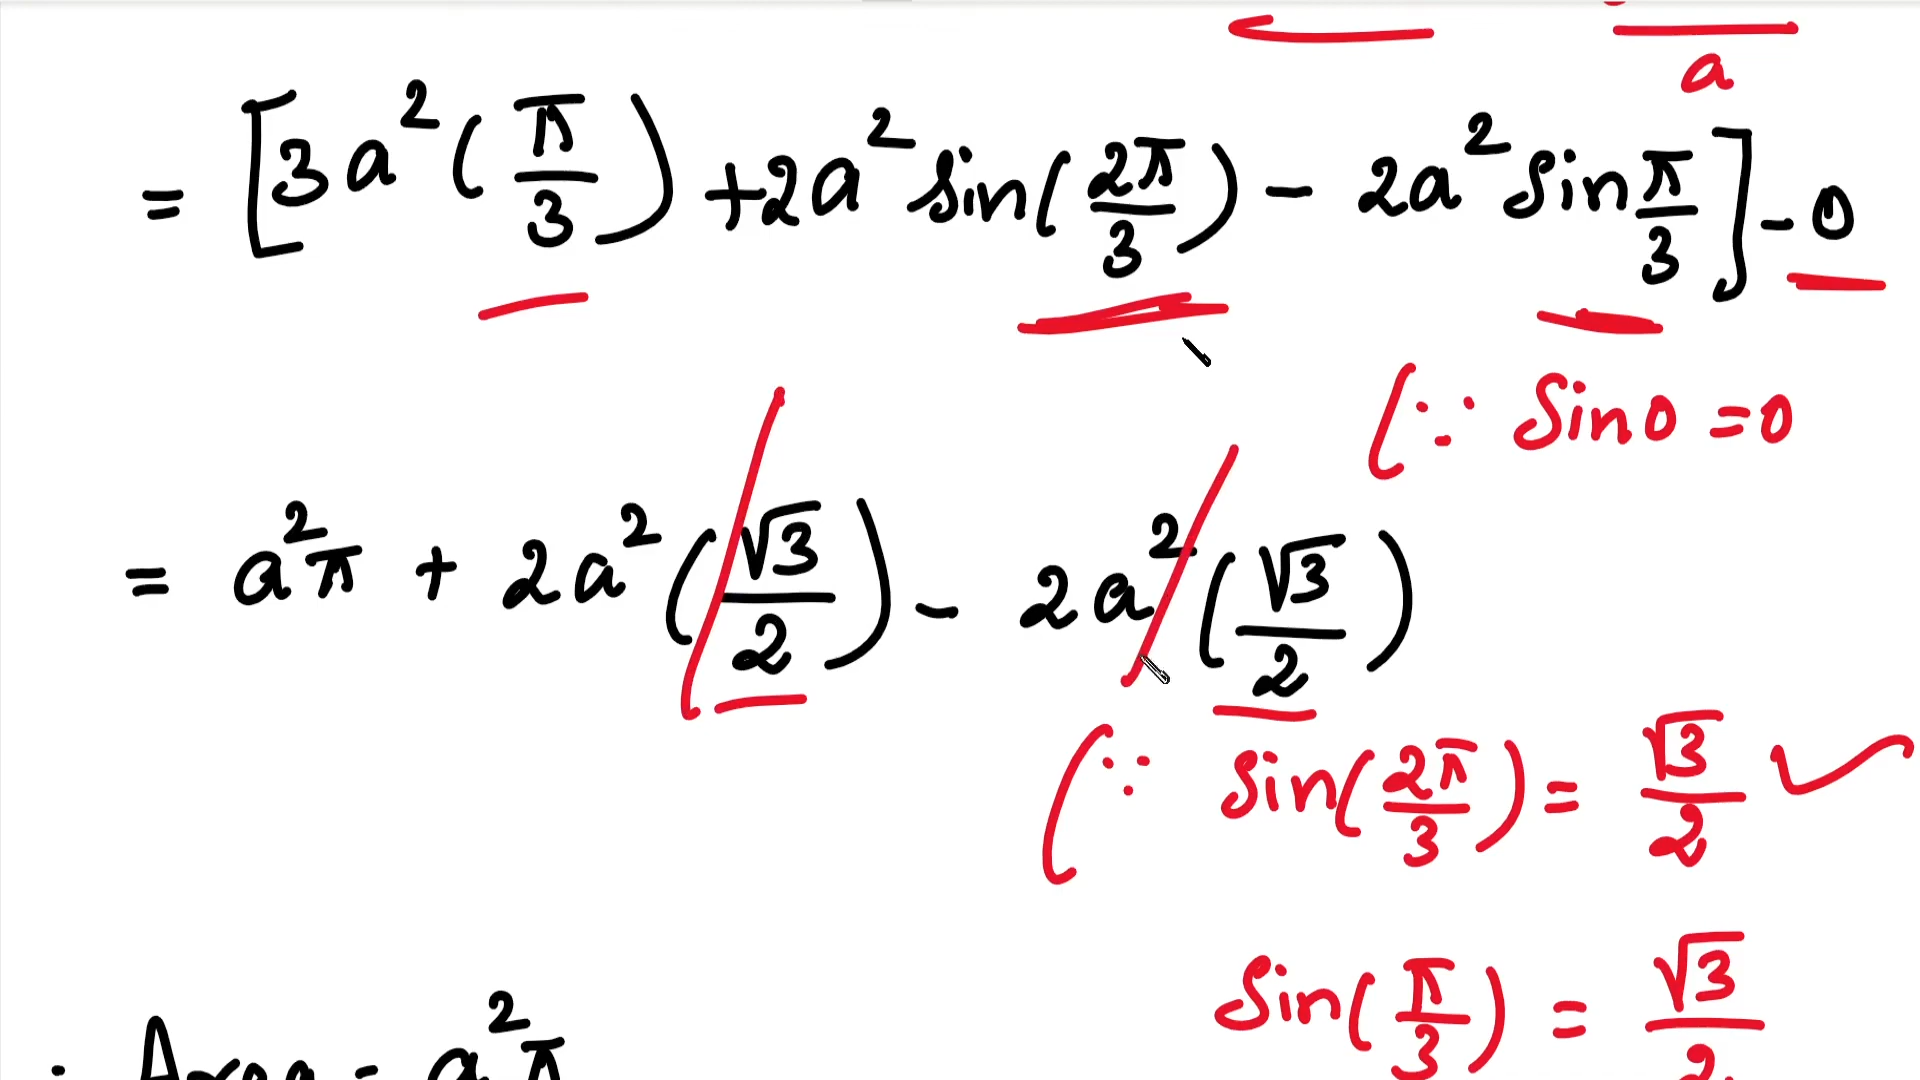 a
= [3a²(π/3) + 2a² sin(2π/3) - 2a² sin π/3] - 0
(∵ sin 0 = 0
= a²π + 2a²(√3/2) - 2a²(√3/2)
(∵ sin(2π/3) = √3/2 ✓
sin(π/3) = √3/2
∴ Area = a²π